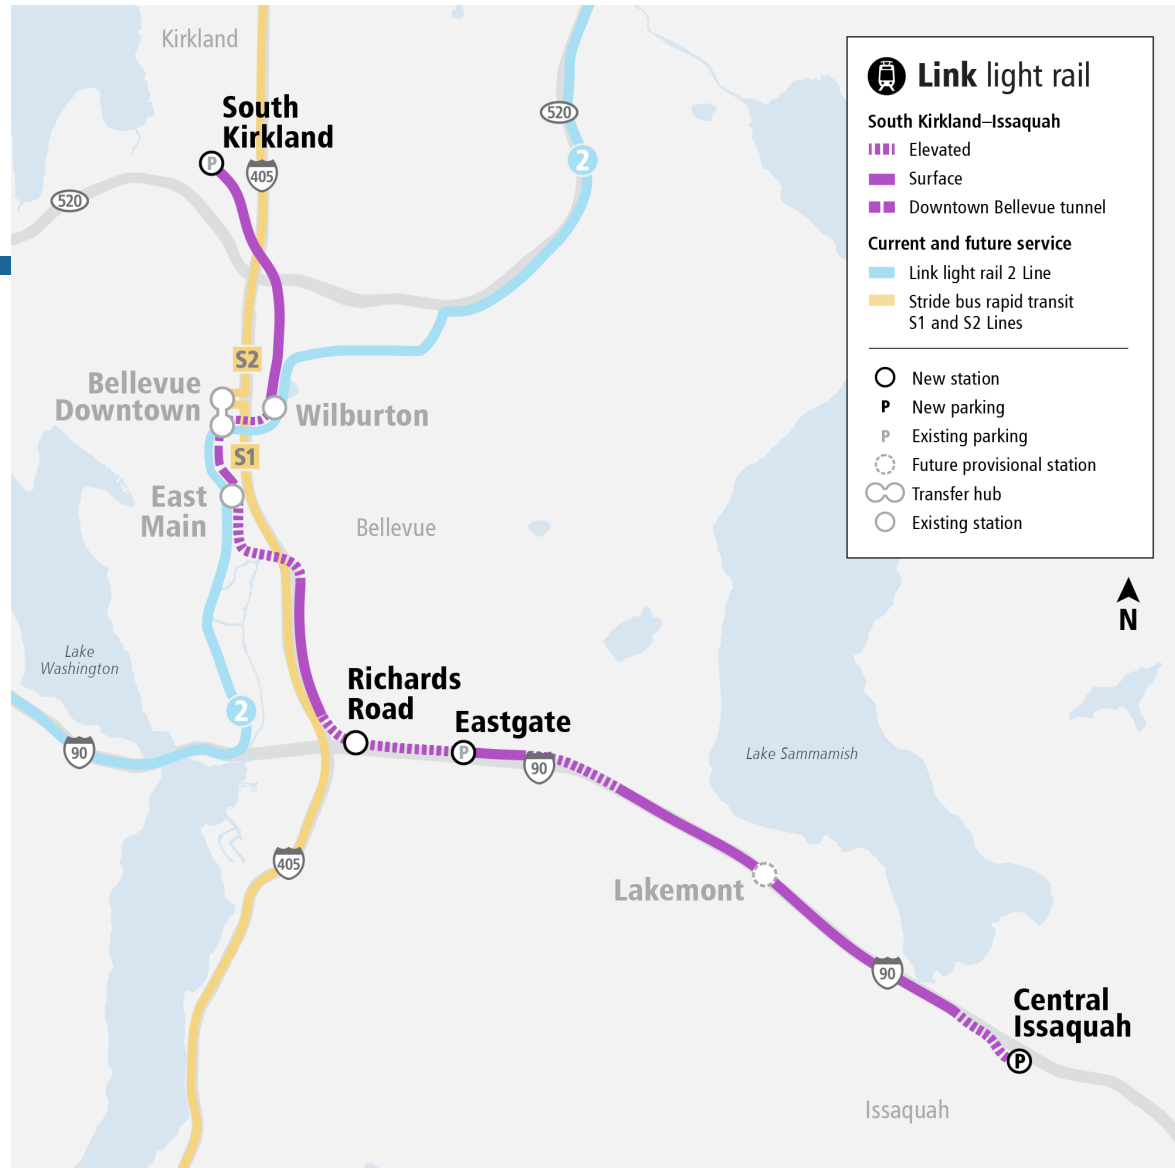 Kirkland
South
Kirkland
P
405
520
520
2
Link light rail
South Kirkland–Issaquah
Elevated
Surface
Downtown Bellevue tunnel
Current and future service
Link light rail 2 Line
Stride bus rapid transit
S1 and S2 Lines
New station
P New parking
P Existing parking
Future provisional station
Transfer hub
Existing station
N
S2
Bellevue
Downtown
Wilburton
S1
East
Main
Bellevue
Lake
Washington
2
90
Richards
Road
Eastgate
P
90
405
Lake Sammamish
Lakemont
90
Central
Issaquah
P
Issaquah